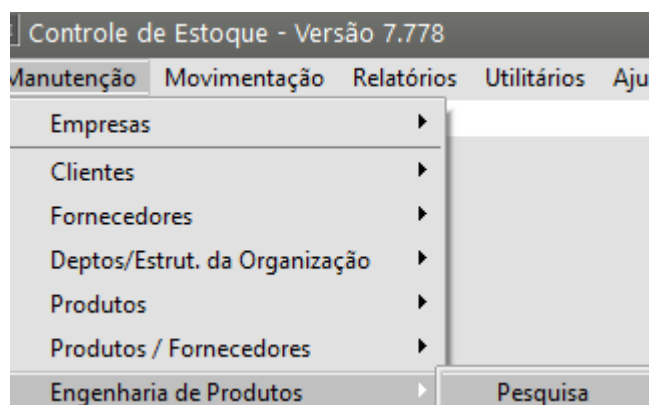 Controle de Estoque - Versão 7.778
Manutenção Movimentação Relatórios Utilitários Aju
Empresas
Clientes
Fornecedores
Deptos/Estrut. da Organização
Produtos
Produtos / Fornecedores
Engenharia de Produtos Pesquisa